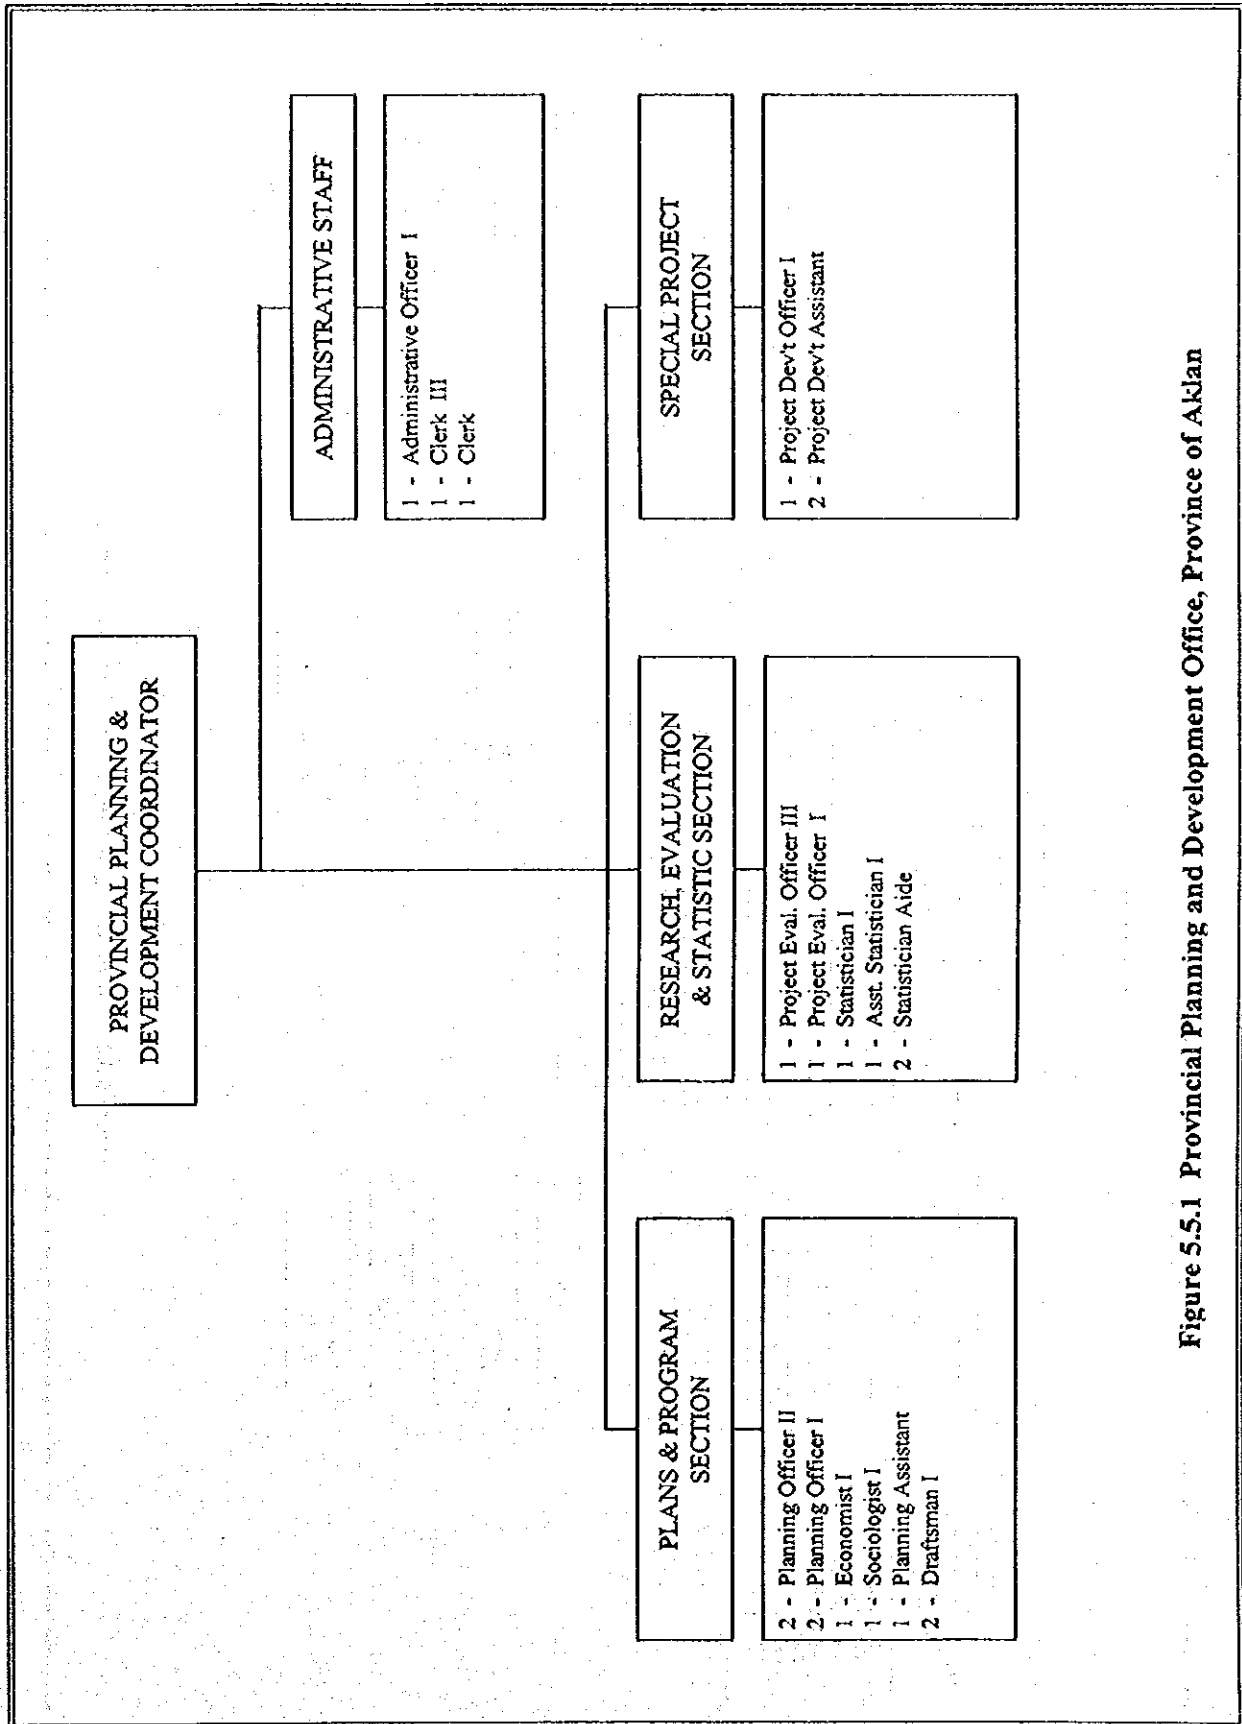 PROVINCIAL PLANNING &
DEVELOPMENT COORDINATOR
ADMINISTRATIVE STAFF
1 - Administrative Officer I
1 - Clerk III
1 - Clerk
PLANS & PROGRAM
SECTION
2 - Planning Officer II
2 - Planning Officer I
1 - Economist I
1 - Sociologist I
1 - Planning Assistant
2 - Draftsman I
RESEARCH, EVALUATION
& STATISTIC SECTION
1 - Project Eval. Officer III
1 - Project Eval. Officer I
1 - Statistician I
1 - Asst. Statistician I
2 - Statistician Aide
SPECIAL PROJECT
SECTION
1 - Project Dev't Officer I
2 - Project Dev't Assistant
Figure 5.5.1 Provincial Planning and Development Office, Province of Aklan